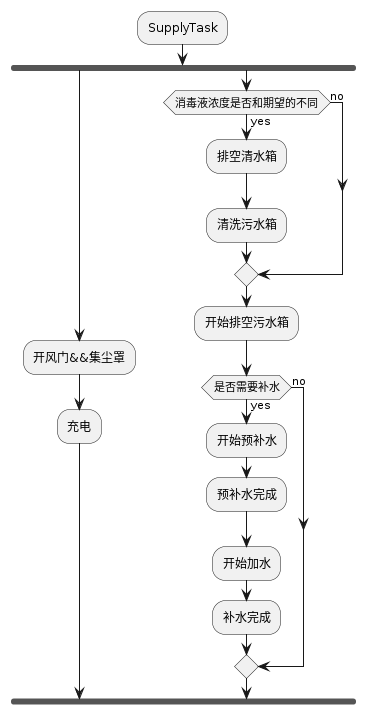 SupplyTask
消毒液浓度是否和期望的不同
no
yes
排空清水箱
清洗污水箱
开始排空污水箱
开风门&&集尘罩
是否需要补水
no
yes
充电
开始预补水
预补水完成
开始加水
补水完成